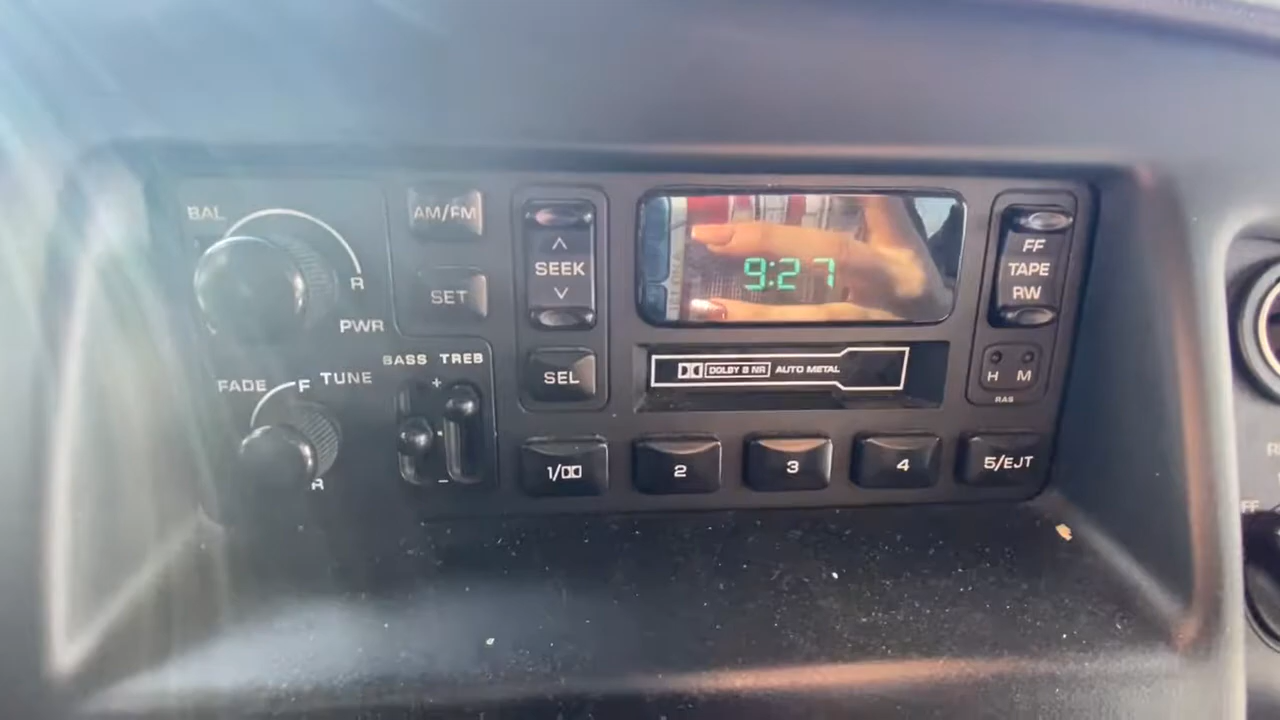 BAL
R
PWR
AM/FM
SET
SEEK
9:27
FF
TAPE
RW
BASS TREB
FADE F TUNE
R
+
-
SEL
DOLBY B NR AUTO METAL
H M
RAS
1/
2
3
4
5/EJT
FF